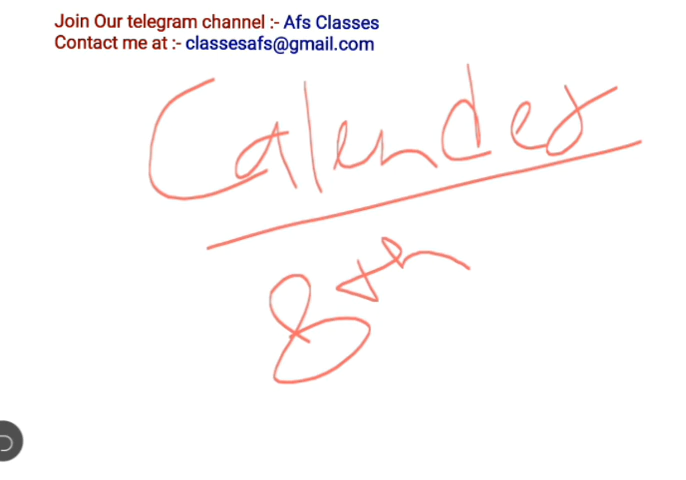 Join Our telegram channel :- Afs Classes
Contact me at :- classesafs@gmail.com
Calender
8th